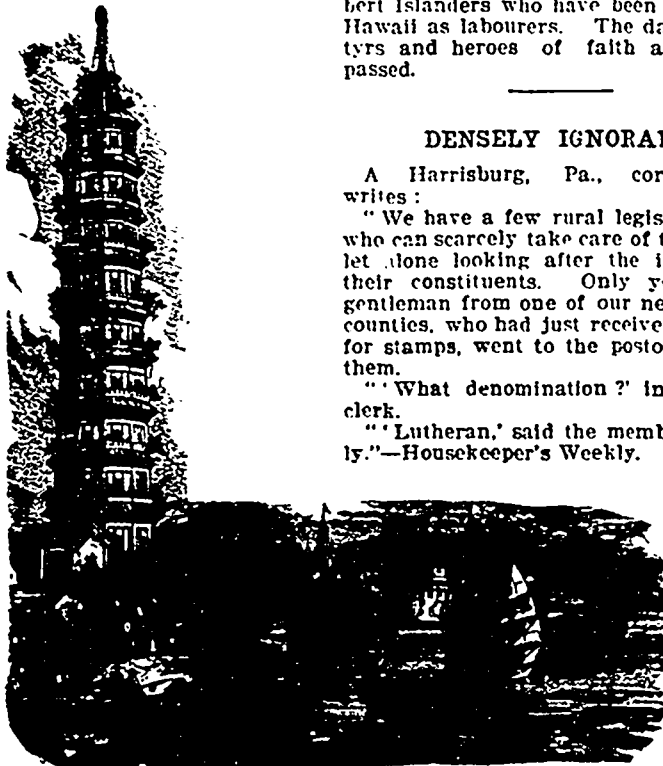 bert Islanders who have been
Hawaii as labourers. The da
tyrs and heroes of faith a
passed.
DENSELY IGNORA
A Harrisburg, Pa., cor
writes :
" We have a few rural legis
who can scarcely take care of t
let alone looking after the i
their constituents. Only y
gentleman from one of our ne
counties, who had just receive
for stamps, went to the posto
them.
" ' What denomination ?' in
clerk.
" ' Lutheran,' said the memb
ly."—Housekeeper's Weekly.